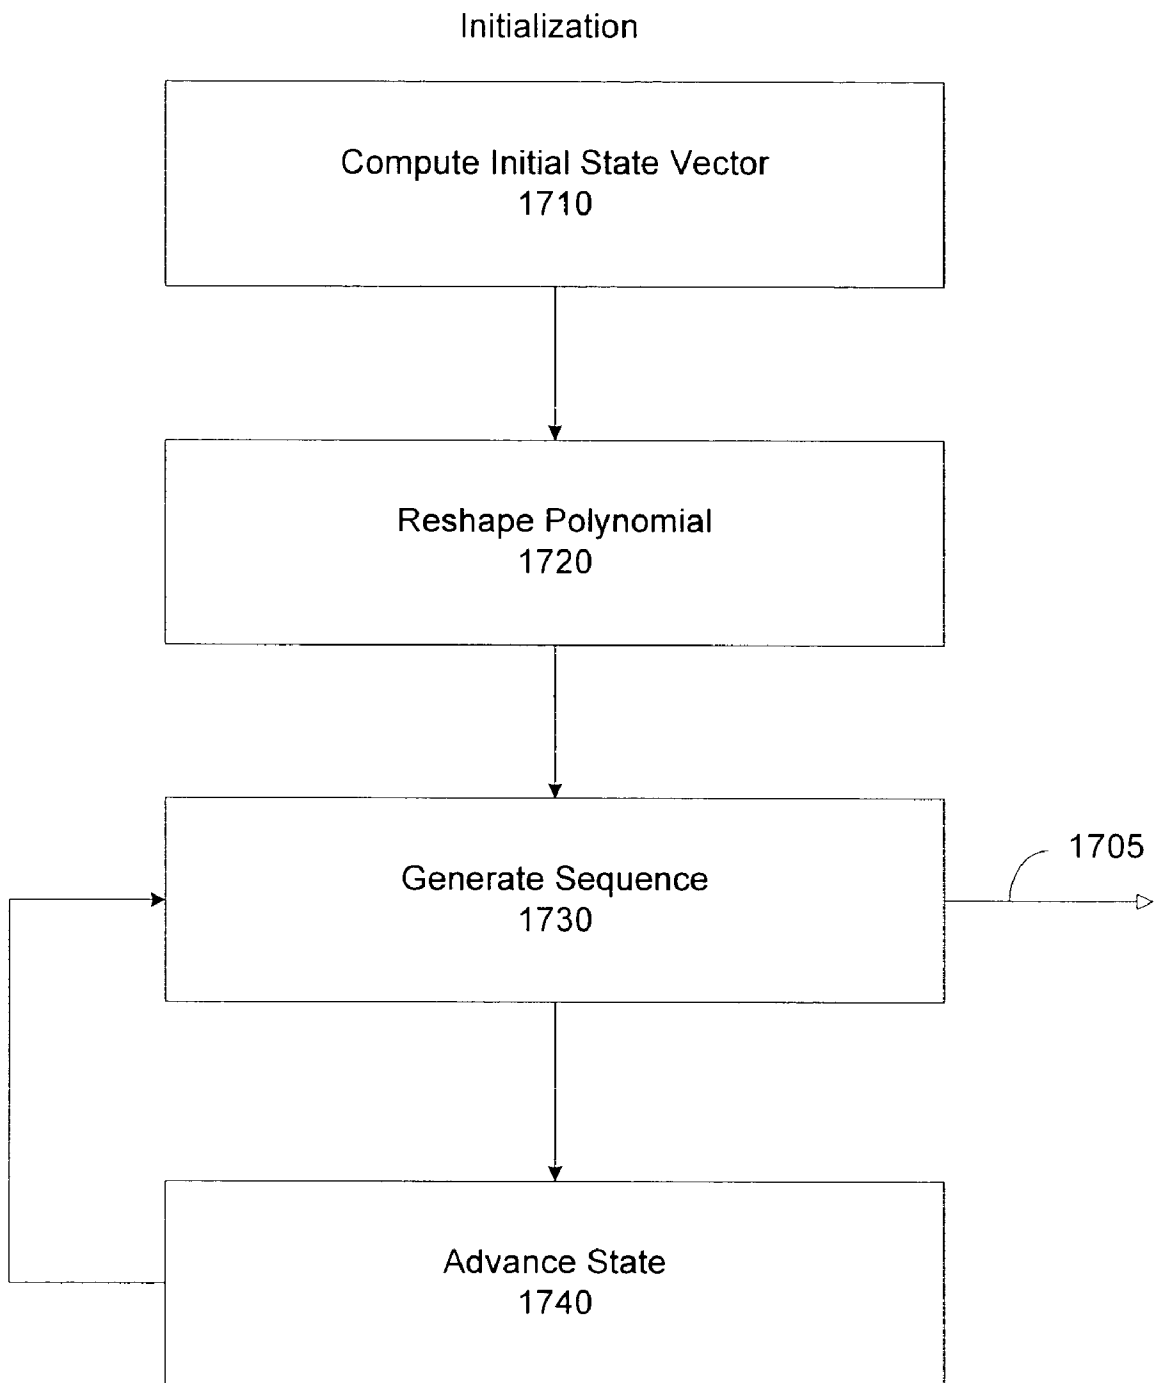 Initialization
Compute Initial State Vector
1710
Reshape Polynomial
1720
1705
Generate Sequence
1730
Advance State
1740